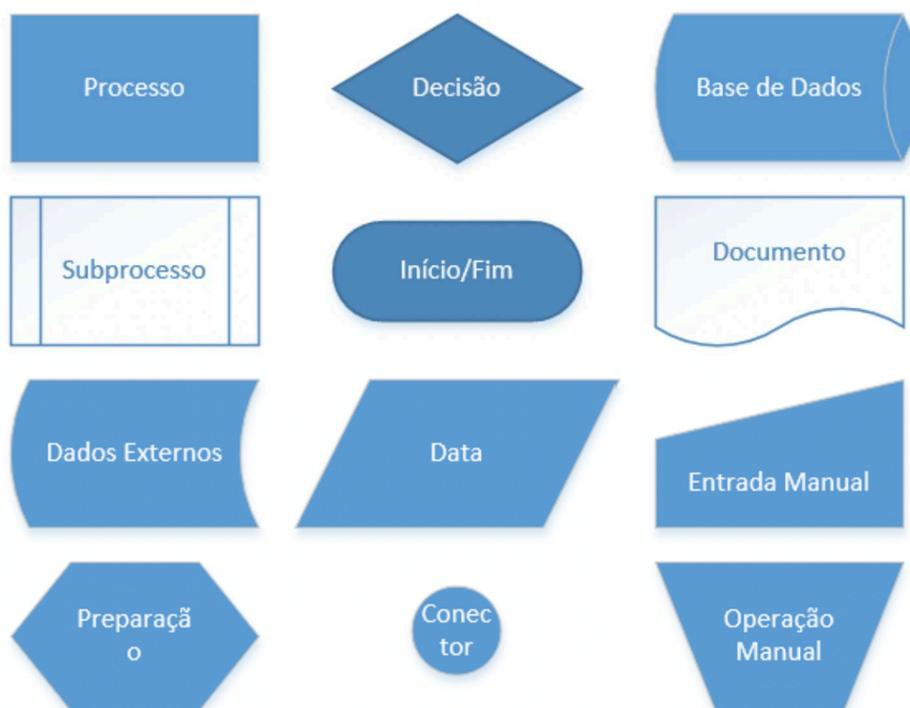 Processo
Decisão
Base de Dados
Subprocesso
Início/Fim
Documento
Dados Externos
Data
Entrada Manual
Preparaçã
o
Conec
tor
Operação
Manual